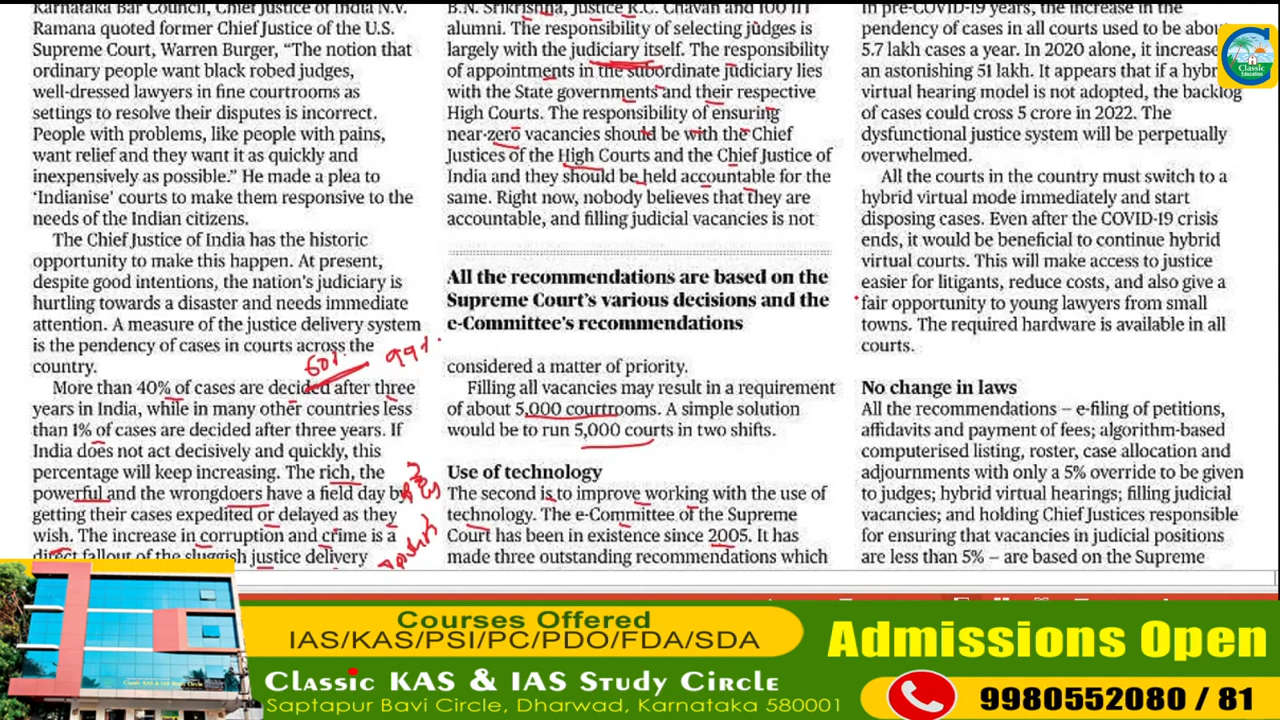 Karnataka Bar Council, Chief Justice of India N.V.
Ramana quoted former Chief Justice of the U.S.
Supreme Court, Warren Burger, “The notion that
ordinary people want black robed judges,
well-dressed lawyers in fine courtrooms as
settings to resolve their disputes is incorrect.
People with problems, like people with pains,
want relief and they want it as quickly and
inexpensively as possible.” He made a plea to
‘Indianise’ courts to make them responsive to the
needs of the Indian citizens.
The Chief Justice of India has the historic
opportunity to make this happen. At present,
despite good intentions, the nation’s judiciary is
hurtling towards a disaster and needs immediate
attention. A measure of the justice delivery system
is the pendency of cases in courts across the
country.
60% 99%
More than 40% of cases are decided after three
years in India, while in many other countries less
than 1% of cases are decided after three years. If
India does not act decisively and quickly, this
percentage will keep increasing. The rich, the
powerful and the wrongdoers have a field day by
getting their cases expedited or delayed as they
wish. The increase in corruption and crime is a
direct fallout of the sluggish justice delivery
B.N. Srikrishna, Justice K.C. Chavan and 100 IIT
alumni. The responsibility of selecting judges is
largely with the judiciary itself. The responsibility
of appointments in the subordinate judiciary lies
with the State governments and their respective
High Courts. The responsibility of ensuring
near-zero vacancies should be with the Chief
Justices of the High Courts and the Chief Justice of
India and they should be held accountable for the
same. Right now, nobody believes that they are
accountable, and filling judicial vacancies is not
All the recommendations are based on the
Supreme Court’s various decisions and the
e-Committee’s recommendations
considered a matter of priority.
Filling all vacancies may result in a requirement
of about 5,000 courtrooms. A simple solution
would be to run 5,000 courts in two shifts.
Use of technology
The second is to improve working with the use of
technology. The e-Committee of the Supreme
Court has been in existence since 2005. It has
made three outstanding recommendations which
In pre-COVID-19 years, the increase in the
pendency of cases in all courts used to be about
5.7 lakh cases a year. In 2020 alone, it increased
an astonishing 51 lakh. It appears that if a hybrid
virtual hearing model is not adopted, the backlog
of cases could cross 5 crore in 2022. The
dysfunctional justice system will be perpetually
overwhelmed.
All the courts in the country must switch to a
hybrid virtual mode immediately and start
disposing cases. Even after the COVID-19 crisis
ends, it would be beneficial to continue hybrid
virtual courts. This will make access to justice
easier for litigants, reduce costs, and also give a
fair opportunity to young lawyers from small
towns. The required hardware is available in all
courts.
No change in laws
All the recommendations – e-filing of petitions,
affidavits and payment of fees; algorithm-based
computerised listing, roster, case allocation and
adjournments with only a 5% override to be given
to judges; hybrid virtual hearings; filling judicial
vacancies; and holding Chief Justices responsible
for ensuring that vacancies in judicial positions
are less than 5% – are based on the Supreme
Classic
Education
Courses Offered
IAS/KAS/PSI/PC/PDO/FDA/SDA
Classic KAS & IAS Study Circle
Saptapur Bavi Circle, Dharwad, Karnataka 580001
Admissions Open
9980552080 / 81